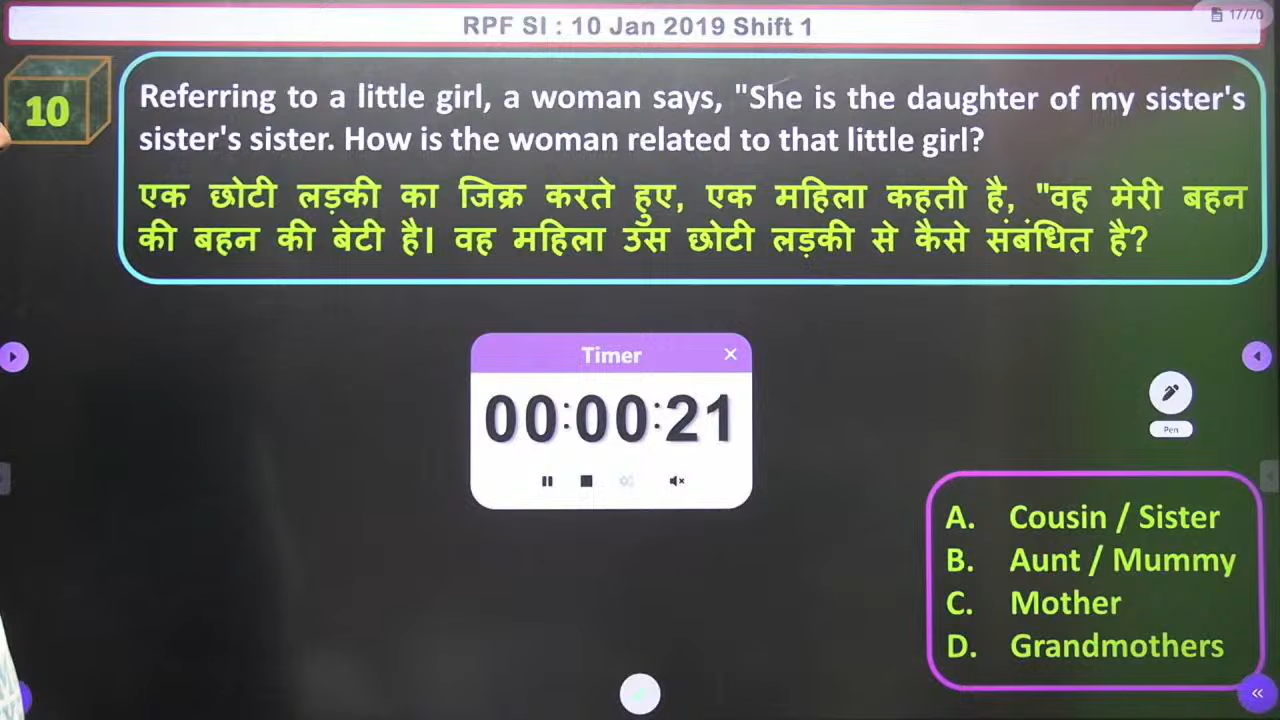 RPF SI : 10 Jan 2019 Shift 1
17/70
10
Referring to a little girl, a woman says, "She is the daughter of my sister's
sister's sister. How is the woman related to that little girl?
एक छोटी लड़की का जिक्र करते हुए, एक महिला कहती है, "वह मेरी बहन
की बहन की बेटी है। वह महिला उस छोटी लड़की से कैसे संबंधित है?
Timer
00:00:21
Pen
A. Cousin / Sister
B. Aunt / Mummy
C. Mother
D. Grandmothers